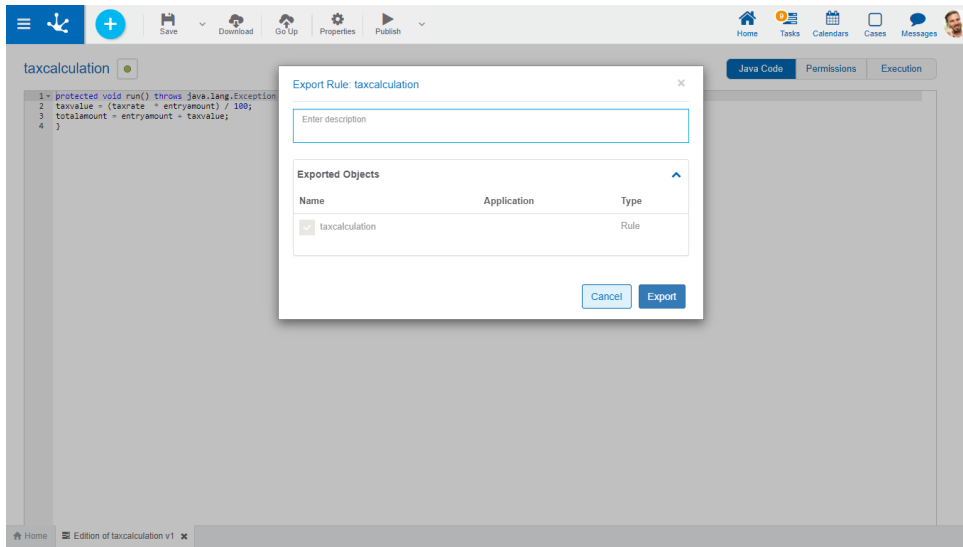 Save
Download
Go Up
Properties
Publish
Home
9
Tasks
Calendars
Cases
Messages
taxcalculation
Java Code
Permissions
Execution
1 protected void run() throws java.lang.Exception
2 taxvalue = (taxrate * entryamount) / 100;
3 totalamount = entryamount + taxvalue;
4 }
Export Rule: taxcalculation
Enter description
Exported Objects
Name Application Type
taxcalculation Rule
Cancel Export
Home Edition of taxcalculation v1